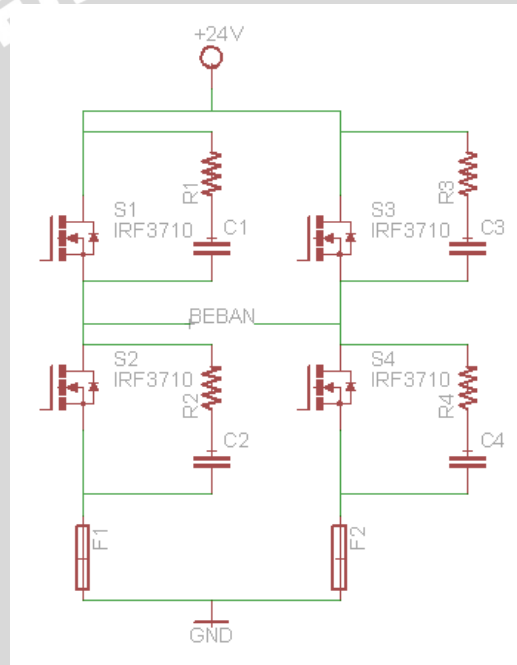 +24V
S1
IRF3710
R1
C1
S3
IRF3710
R3
C3
BEBAN
S2
IRF3710
R2
C2
S4
IRF3710
R4
C4
F1
F2
GND